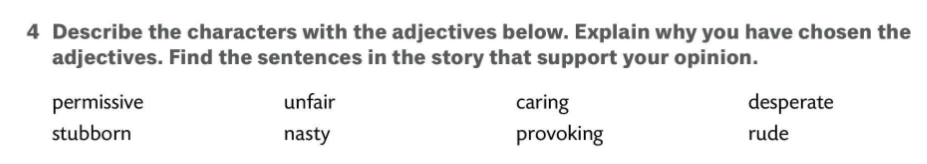 4 Describe the characters with the adjectives below. Explain why you have chosen the
adjectives. Find the sentences in the story that support your opinion.
permissive unfair caring desperate
stubborn nasty provoking rude